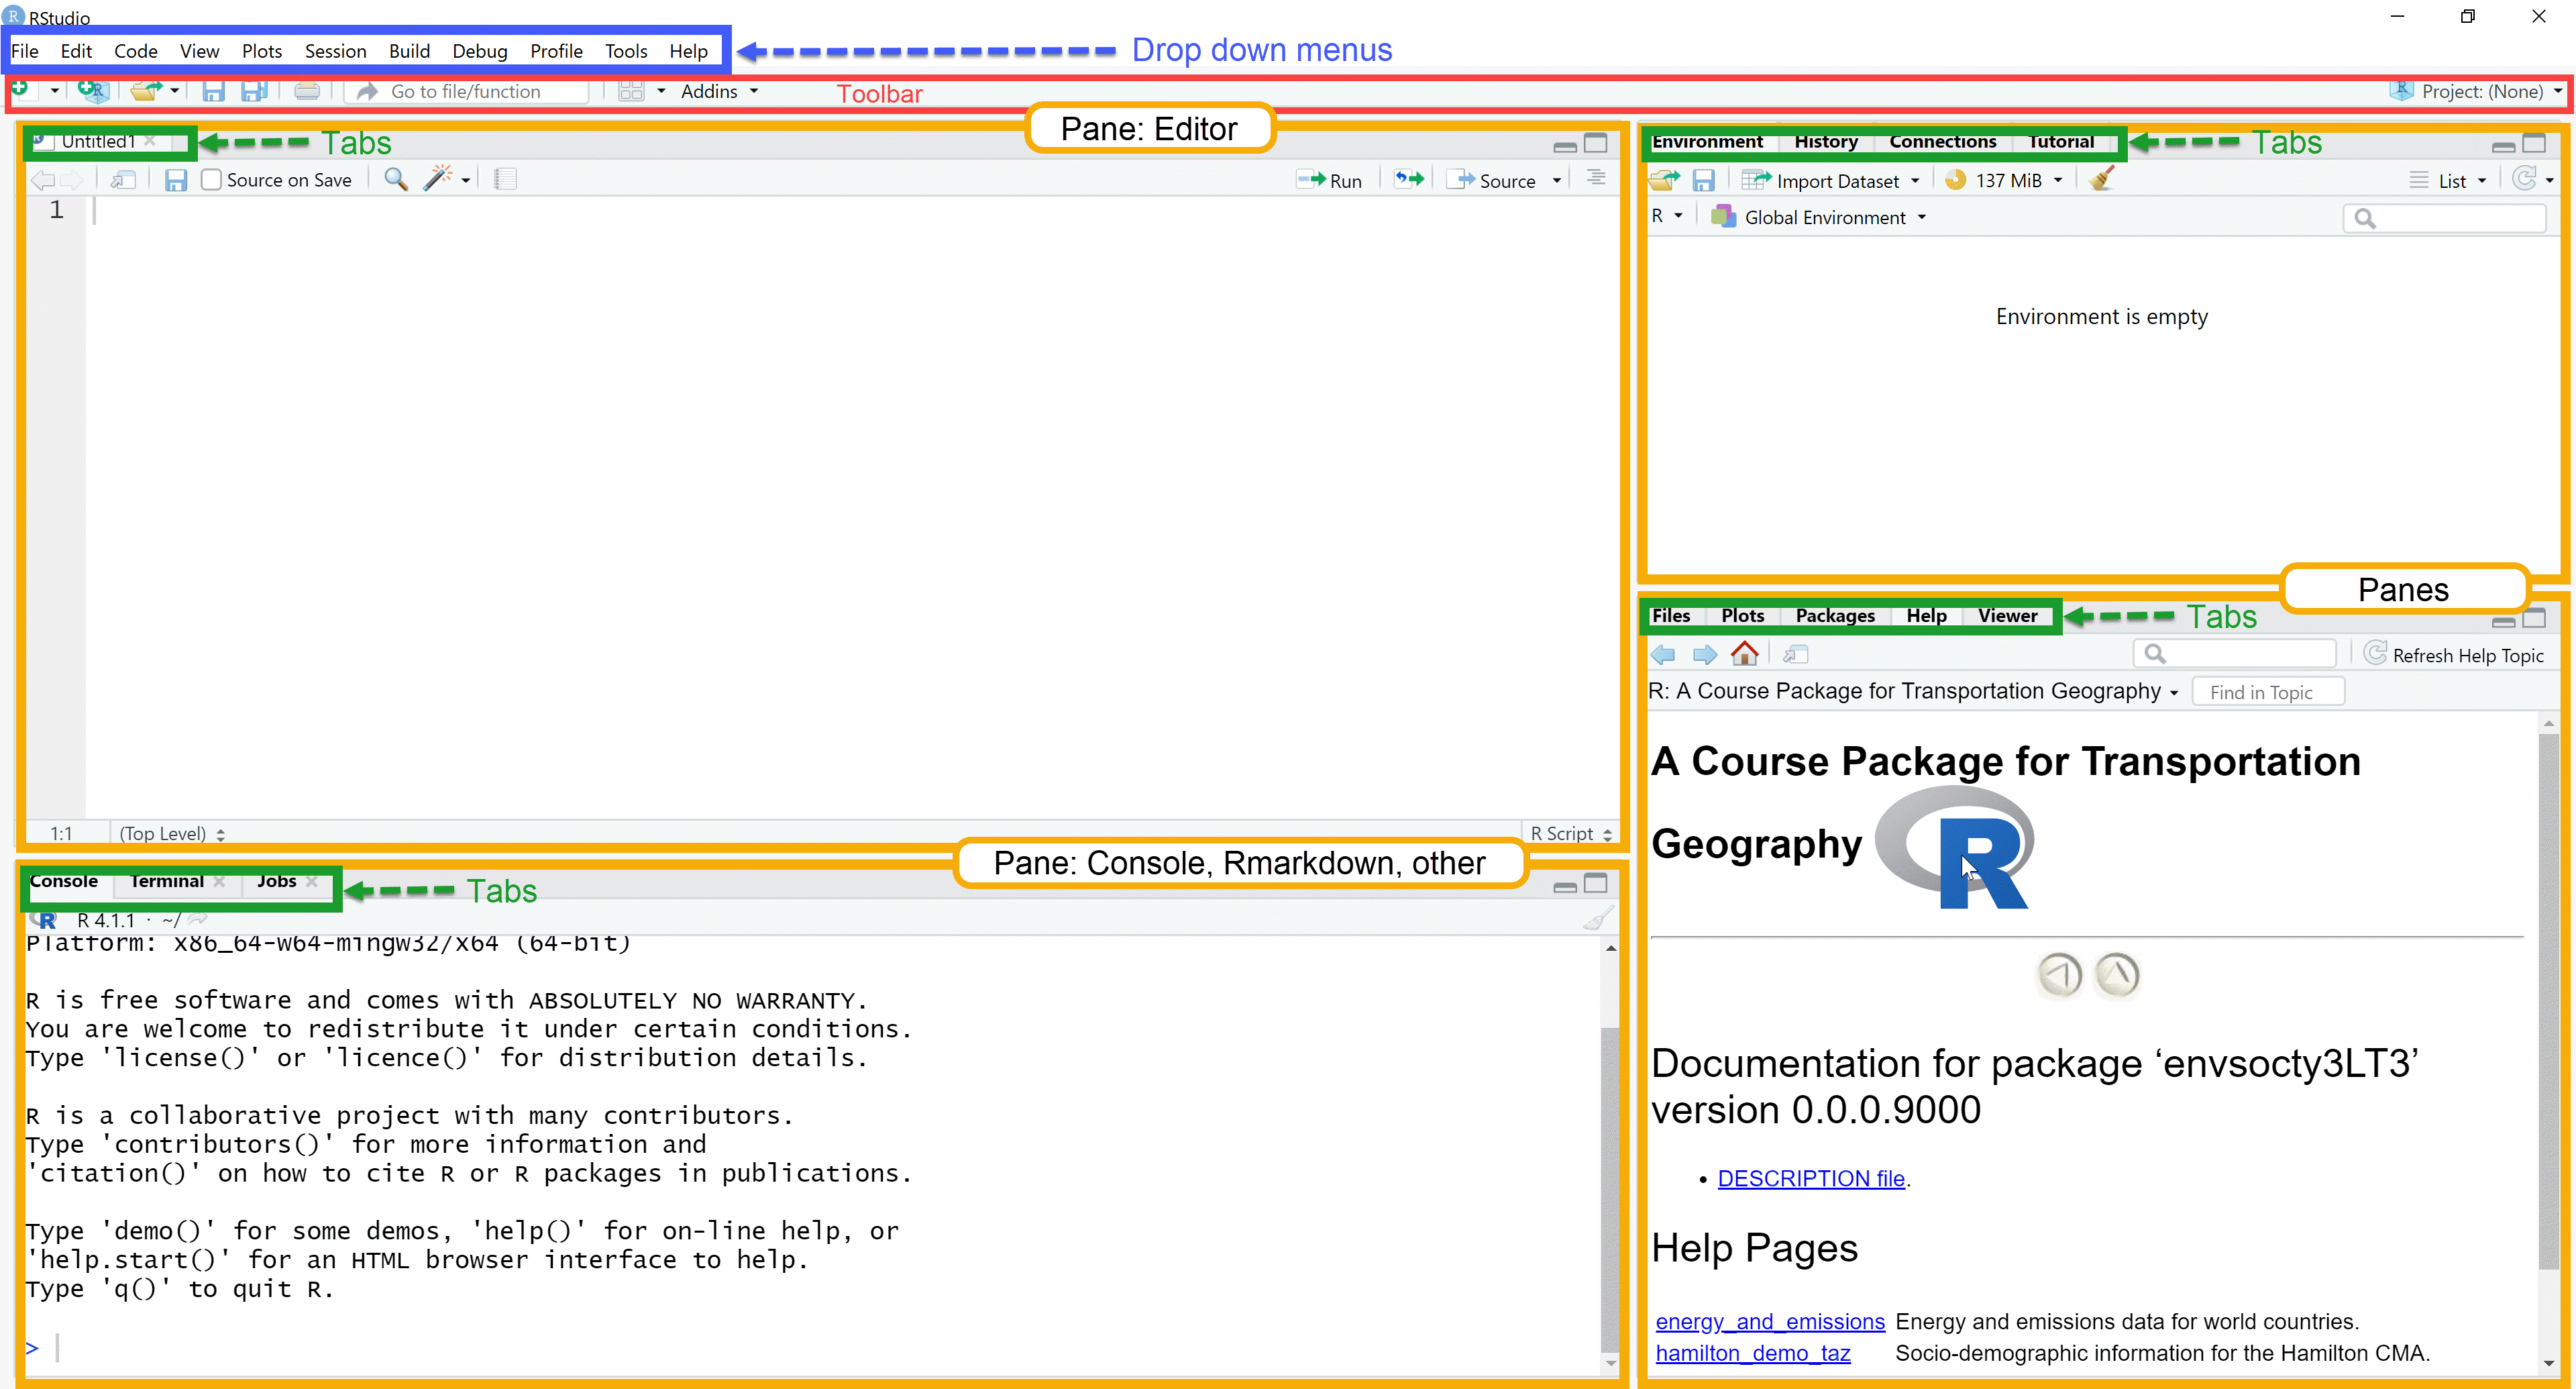 RStudio
File Edit Code View Plots Session Build Debug Profile Tools Help
Drop down menus
Go to file/function Addins
Toolbar
Project: (None)
Pane: Editor
Untitled1
Tabs
Source on Save
Run
Source
1
1:1 (Top Level)
R Script
Environment History Connections Tutorial
Tabs
Import Dataset 137 MiB List
R Global Environment
Environment is empty
Panes
Files Plots Packages Help Viewer
Tabs
Refresh Help Topic
R: A Course Package for Transportation Geography Find in Topic
A Course Package for Transportation
Geography R
Documentation for package ‘envsocty3LT3’
version 0.0.0.9000
• DESCRIPTION file.
Help Pages
energy_and_emissions Energy and emissions data for world countries.
hamilton_demo_taz Socio-demographic information for the Hamilton CMA.
Pane: Console, Rmarkdown, other
Console Terminal Jobs
Tabs
R R 4.1.1 · ~/
Platform: x86_64-w64-mingw32/x64 (64-bit)
R is free software and comes with ABSOLUTELY NO WARRANTY.
You are welcome to redistribute it under certain conditions.
Type 'license()' or 'licence()' for distribution details.
R is a collaborative project with many contributors.
Type 'contributors()' for more information and
'citation()' on how to cite R or R packages in publications.
Type 'demo()' for some demos, 'help()' for on-line help, or
'help.start()' for an HTML browser interface to help.
Type 'q()' to quit R.
>